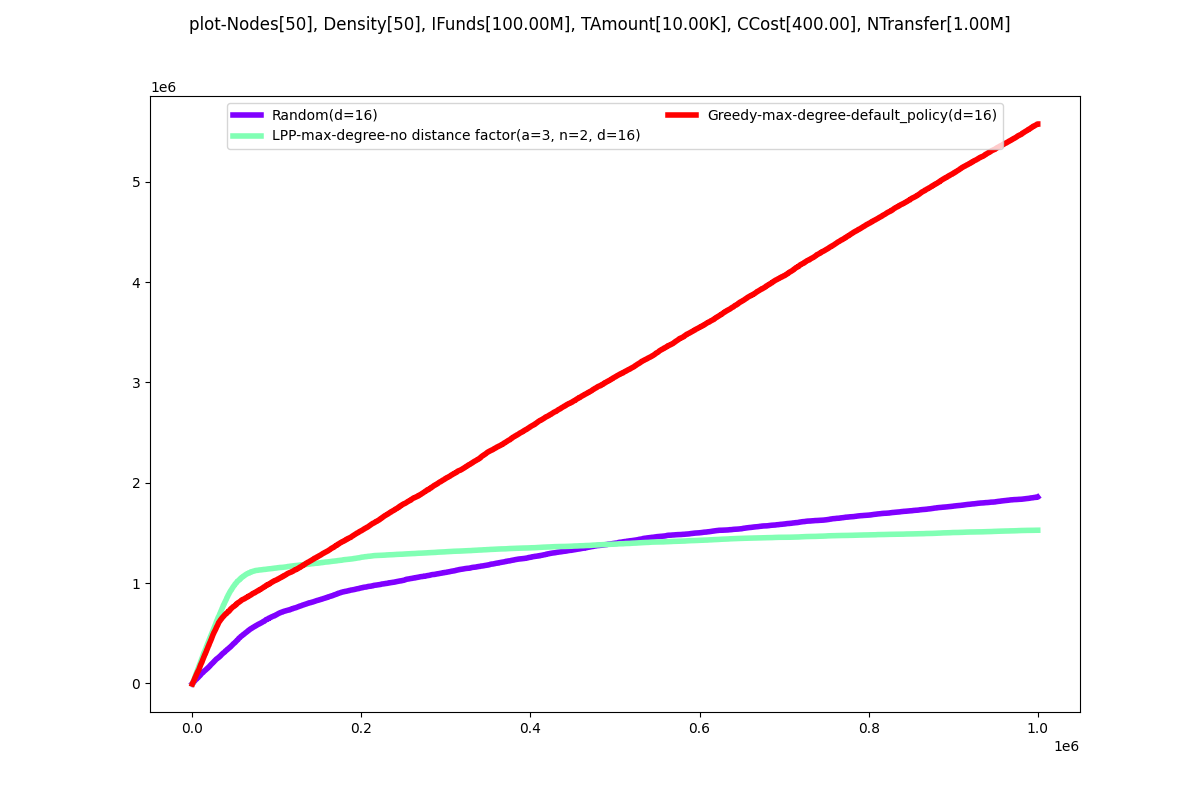 plot-Nodes[50], Density[50], IFunds[100.00M], TAmount[10.00K], CCost[400.00], NTransfer[1.00M]
1e6
Random(d=16)
LPP-max-degree-no distance factor(a=3, n=2, d=16)
Greedy-max-degree-default_policy(d=16)
5
4
3
2
1
0
0.0 0.2 0.4 0.6 0.8 1.0
1e6